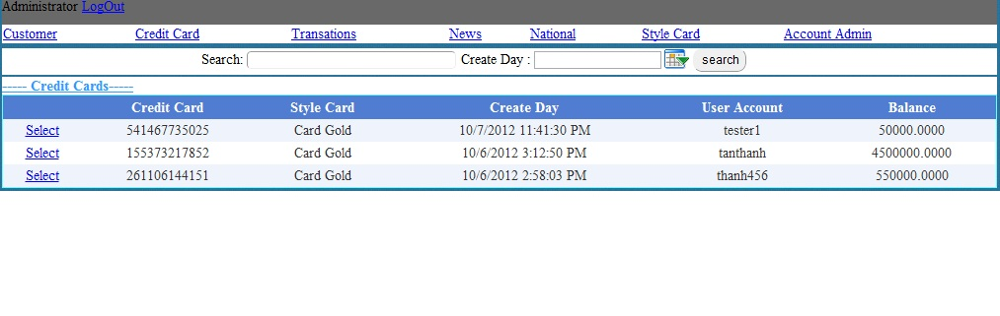 Administrator LogOut
Customer Credit Card Transations News National Style Card Account Admin
Search: Create Day : search
----- Credit Cards-----
Credit Card Style Card Create Day User Account Balance
Select 541467735025 Card Gold 10/7/2012 11:41:30 PM tester1 50000.0000
Select 155373217852 Card Gold 10/6/2012 3:12:50 PM tanthanh 4500000.0000
Select 261106144151 Card Gold 10/6/2012 2:58:03 PM thanh456 550000.0000